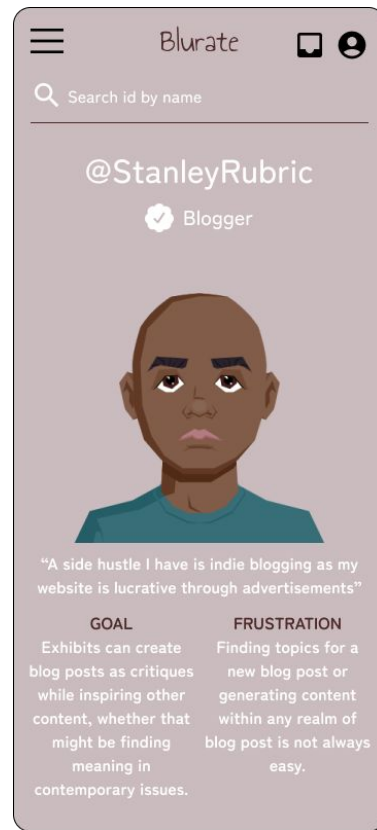 Blurate
Search id by name
@StanleyRubric
Blogger
“A side hustle I have is indie blogging as my
website is lucrative through advertisements”
GOAL
Exhibits can create
blog posts as critiques
while inspiring other
content, whether that
might be finding
meaning in
contemporary issues.
FRUSTRATION
Finding topics for a
new blog post or
generating content
within any realm of
blog post is not always
easy.